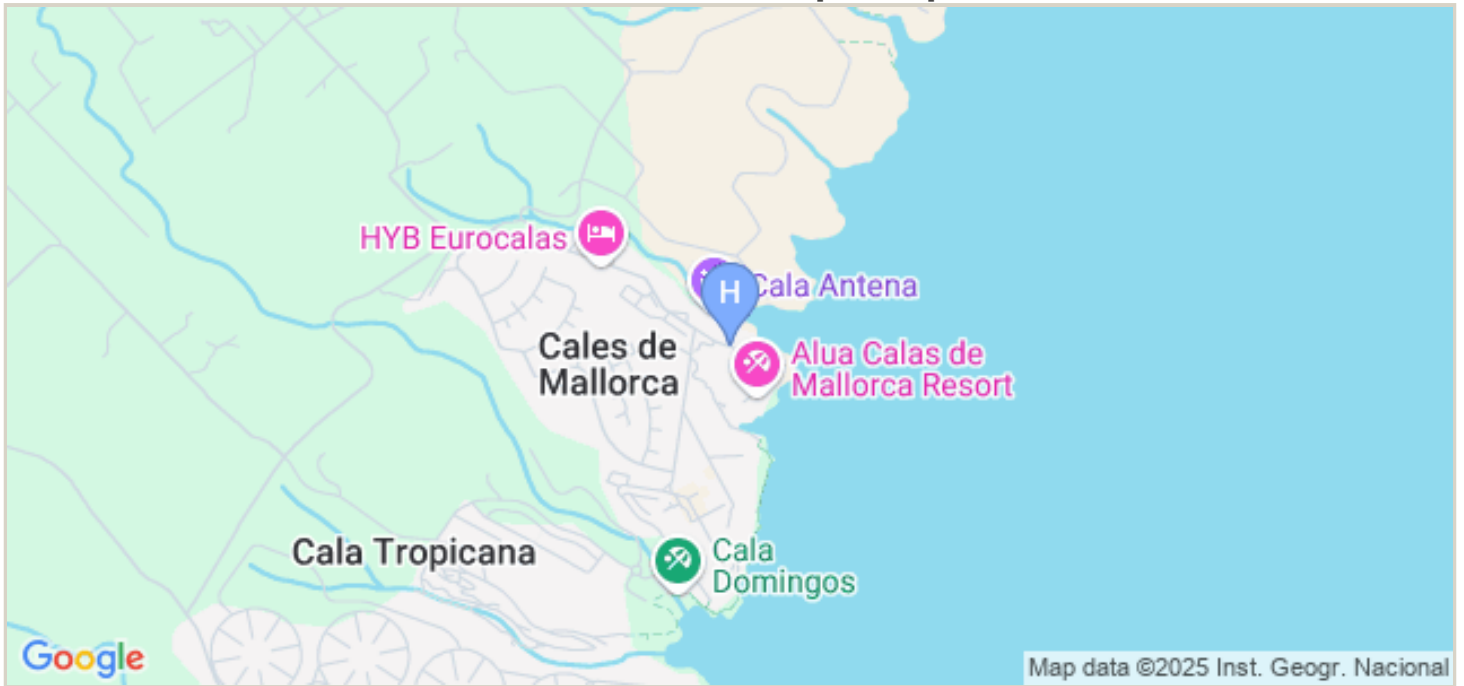 HYB Eurocalas
H
Cala Antena
Cales de
Mallorca
Alua Calas de
Mallorca Resort
Cala Tropicana
Cala
Domingos
Google
Map data ©2025 Inst. Geogr. Nacional